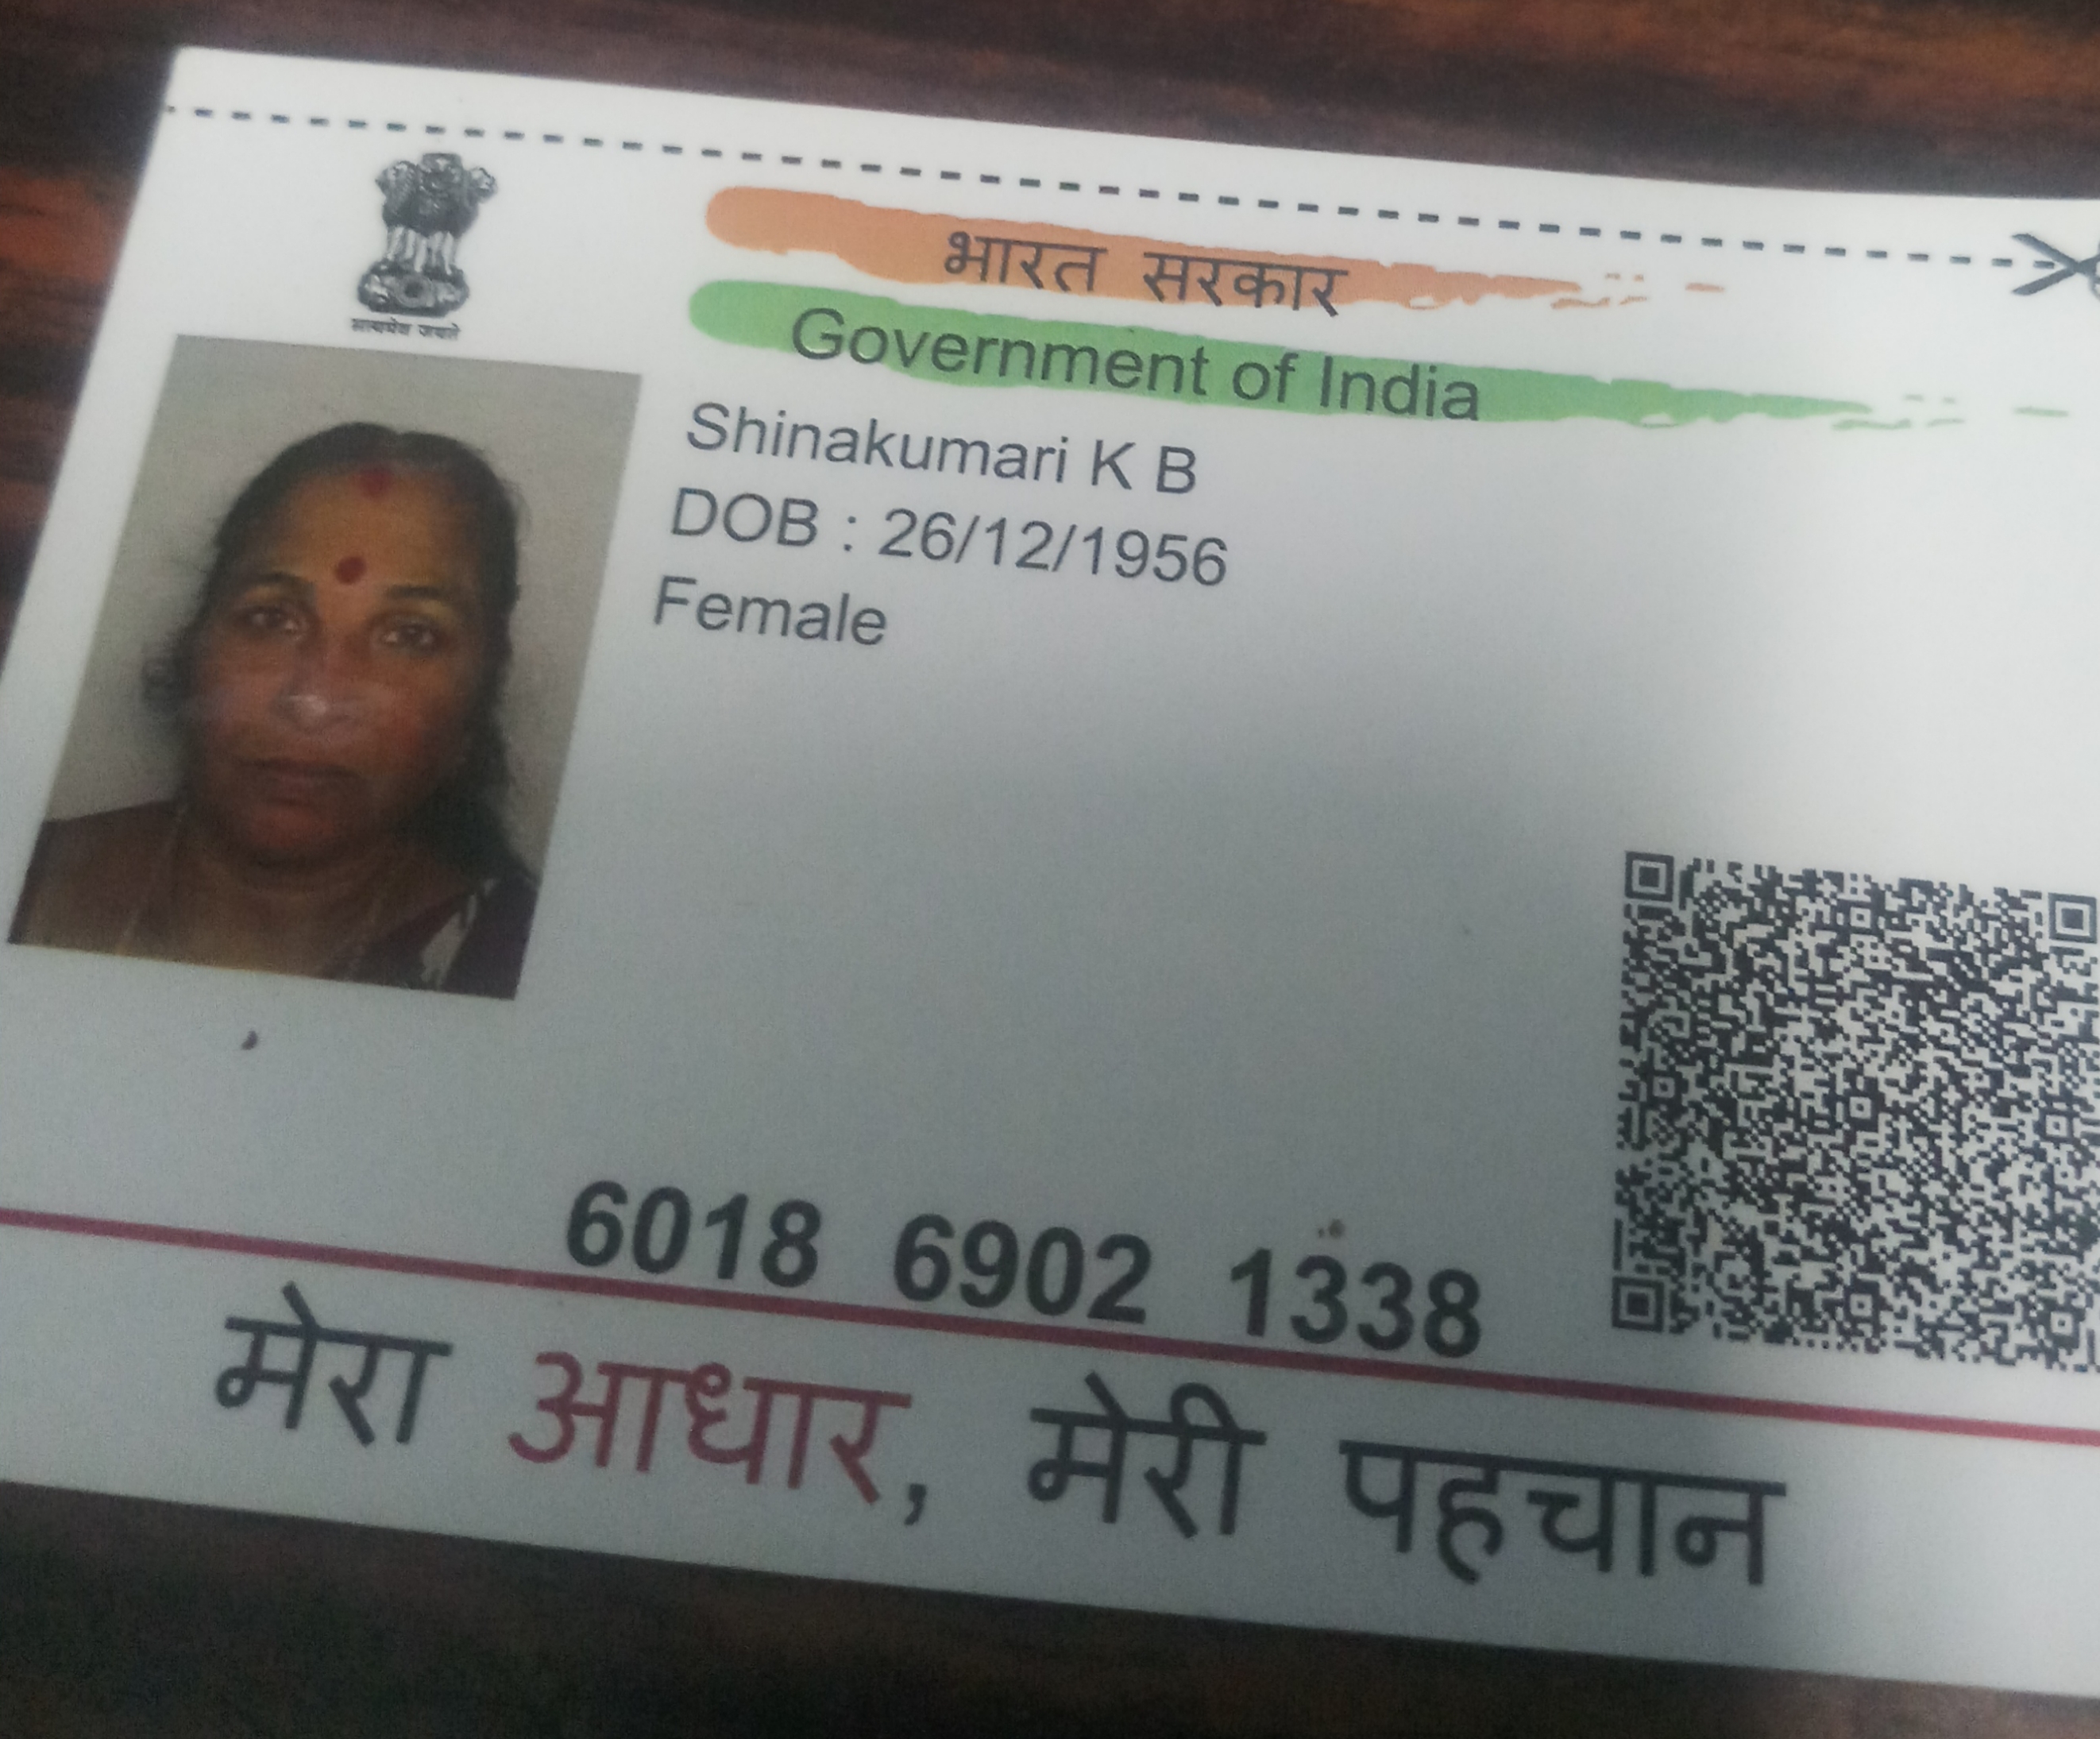 सत्यमेव जयते
भारत सरकार
Government of India
Shinakumari K B
DOB : 26/12/1956
Female
6018 6902 1338
मेरा आधार, मेरी पहचान